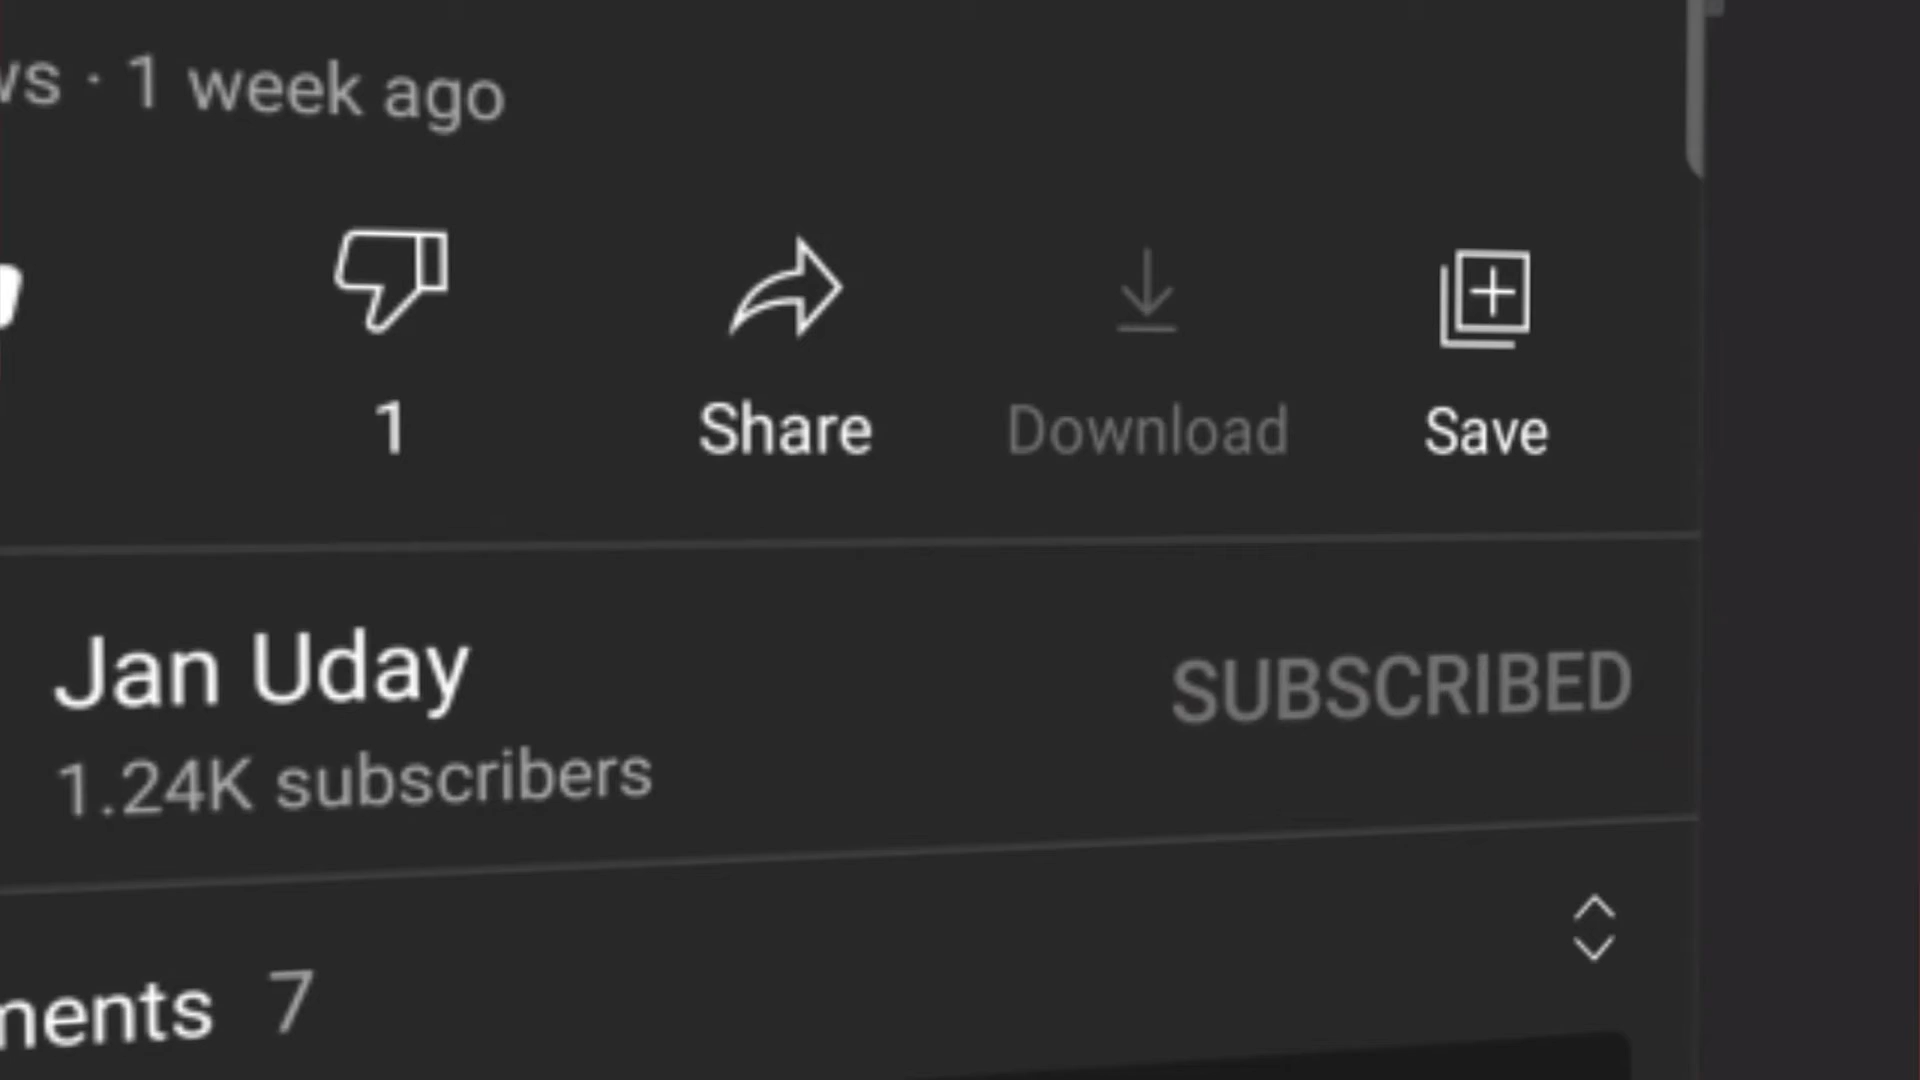 · 1 week ago
1 Share Download Save
Jan Uday
SUBSCRIBED
1.24K subscribers
7